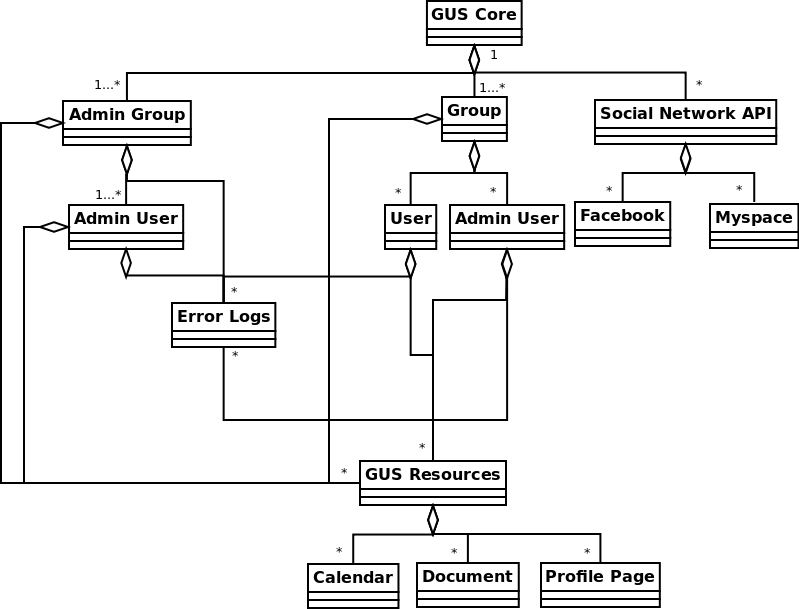 GUS Core
1
1...*
1...*
*
Admin Group
Group
Social Network API
1...*
*
*
*
*
Admin User
User
Admin User
Facebook
Myspace
*
Error Logs
*
*
*
GUS Resources
*
*
*
Calendar
Document
Profile Page